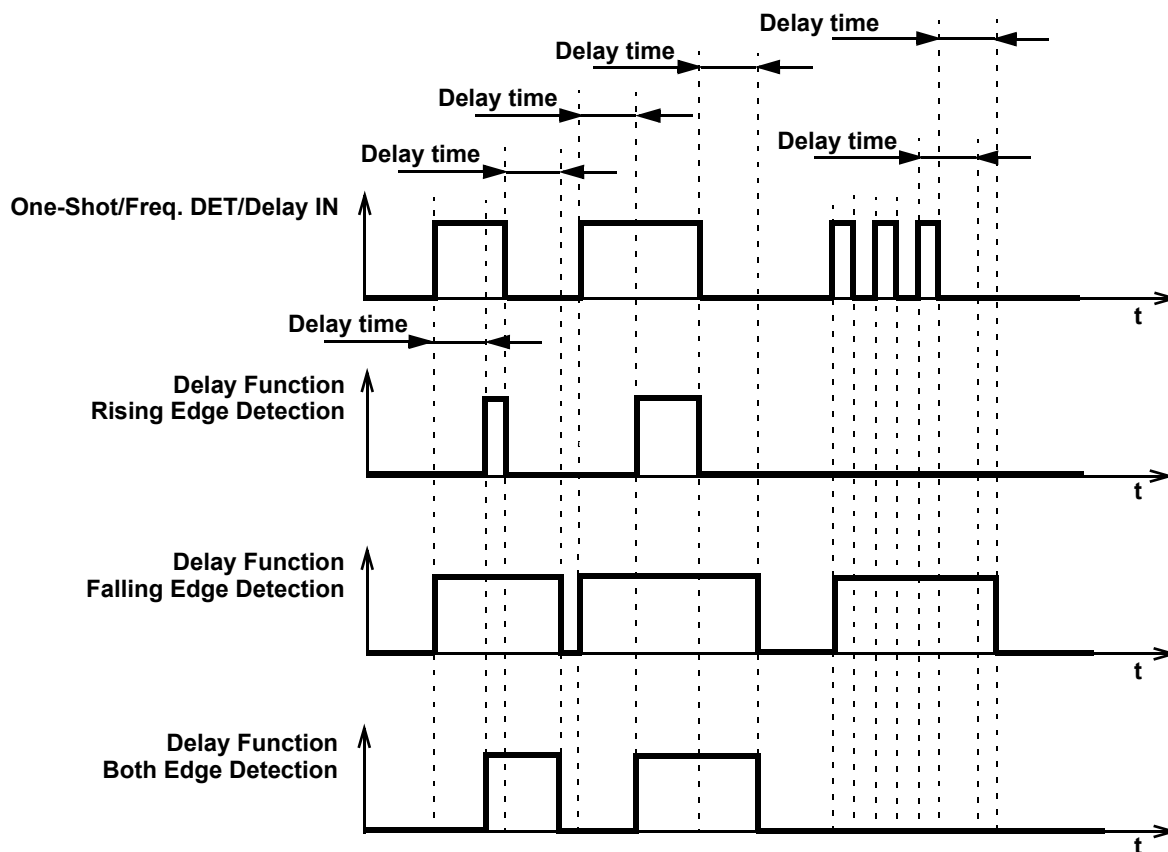 Delay time
Delay time
Delay time
Delay time
Delay time
One-Shot/Freq. DET/Delay IN
t
Delay time
Delay Function
Rising Edge Detection
t
Delay Function
Falling Edge Detection
t
Delay Function
Both Edge Detection
t